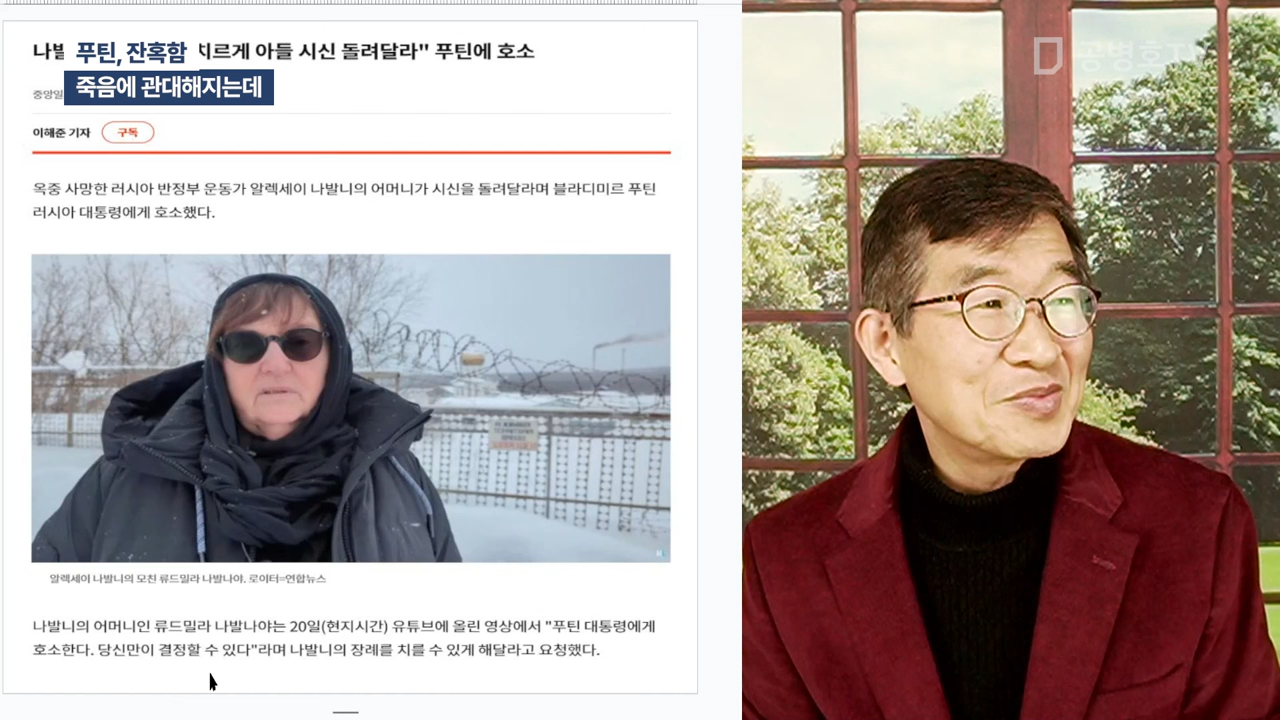 푸틴, 잔혹함
죽음에 관대해지는데
치르게 아들 시신 돌려달라" 푸틴에 호소
중앙일
이해준 기자
구독
옥중 사망한 러시아 반정부 운동가 알렉세이 나발니의 어머니가 시신을 돌려달라며 블라디미르 푸틴
러시아 대통령에게 호소했다.
알렉세이 나발니의 모친 류드밀라 나발나야. 로이터=연합뉴스
나발니의 어머니인 류드밀라 나발나야는 20일(현지시간) 유튜브에 올린 영상에서 "푸틴 대통령에게
호소한다. 당신만이 결정할 수 있다"라며 나발니의 장례를 치를 수 있게 해달라고 요청했다.
공병호TV